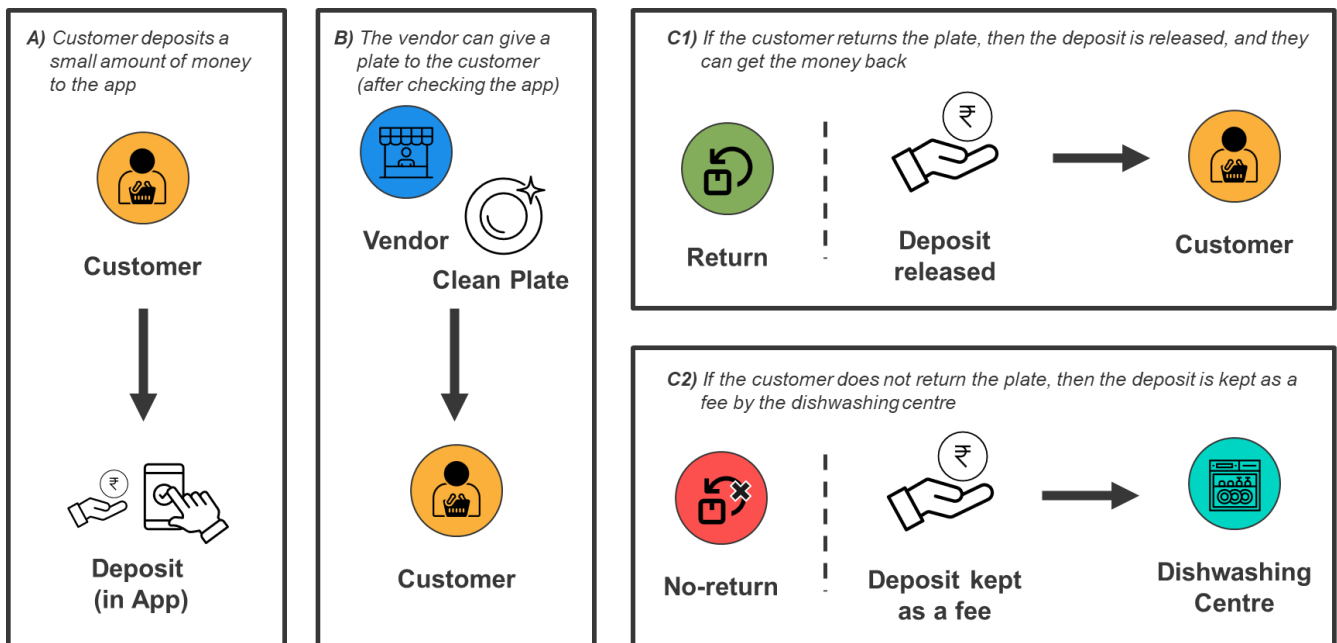 A) Customer deposits a
small amount of money
to the app
Customer
₹
Deposit
(in App)
B) The vendor can give a
plate to the customer
(after checking the app)
Vendor
Clean Plate
Customer
C1) If the customer returns the plate, then the deposit is released, and they
can get the money back
₹
Return
Deposit
released
Customer
C2) If the customer does not return the plate, then the deposit is kept as a
fee by the dishwashing centre
₹
No-return
Deposit kept
as a fee
Dishwashing
Centre